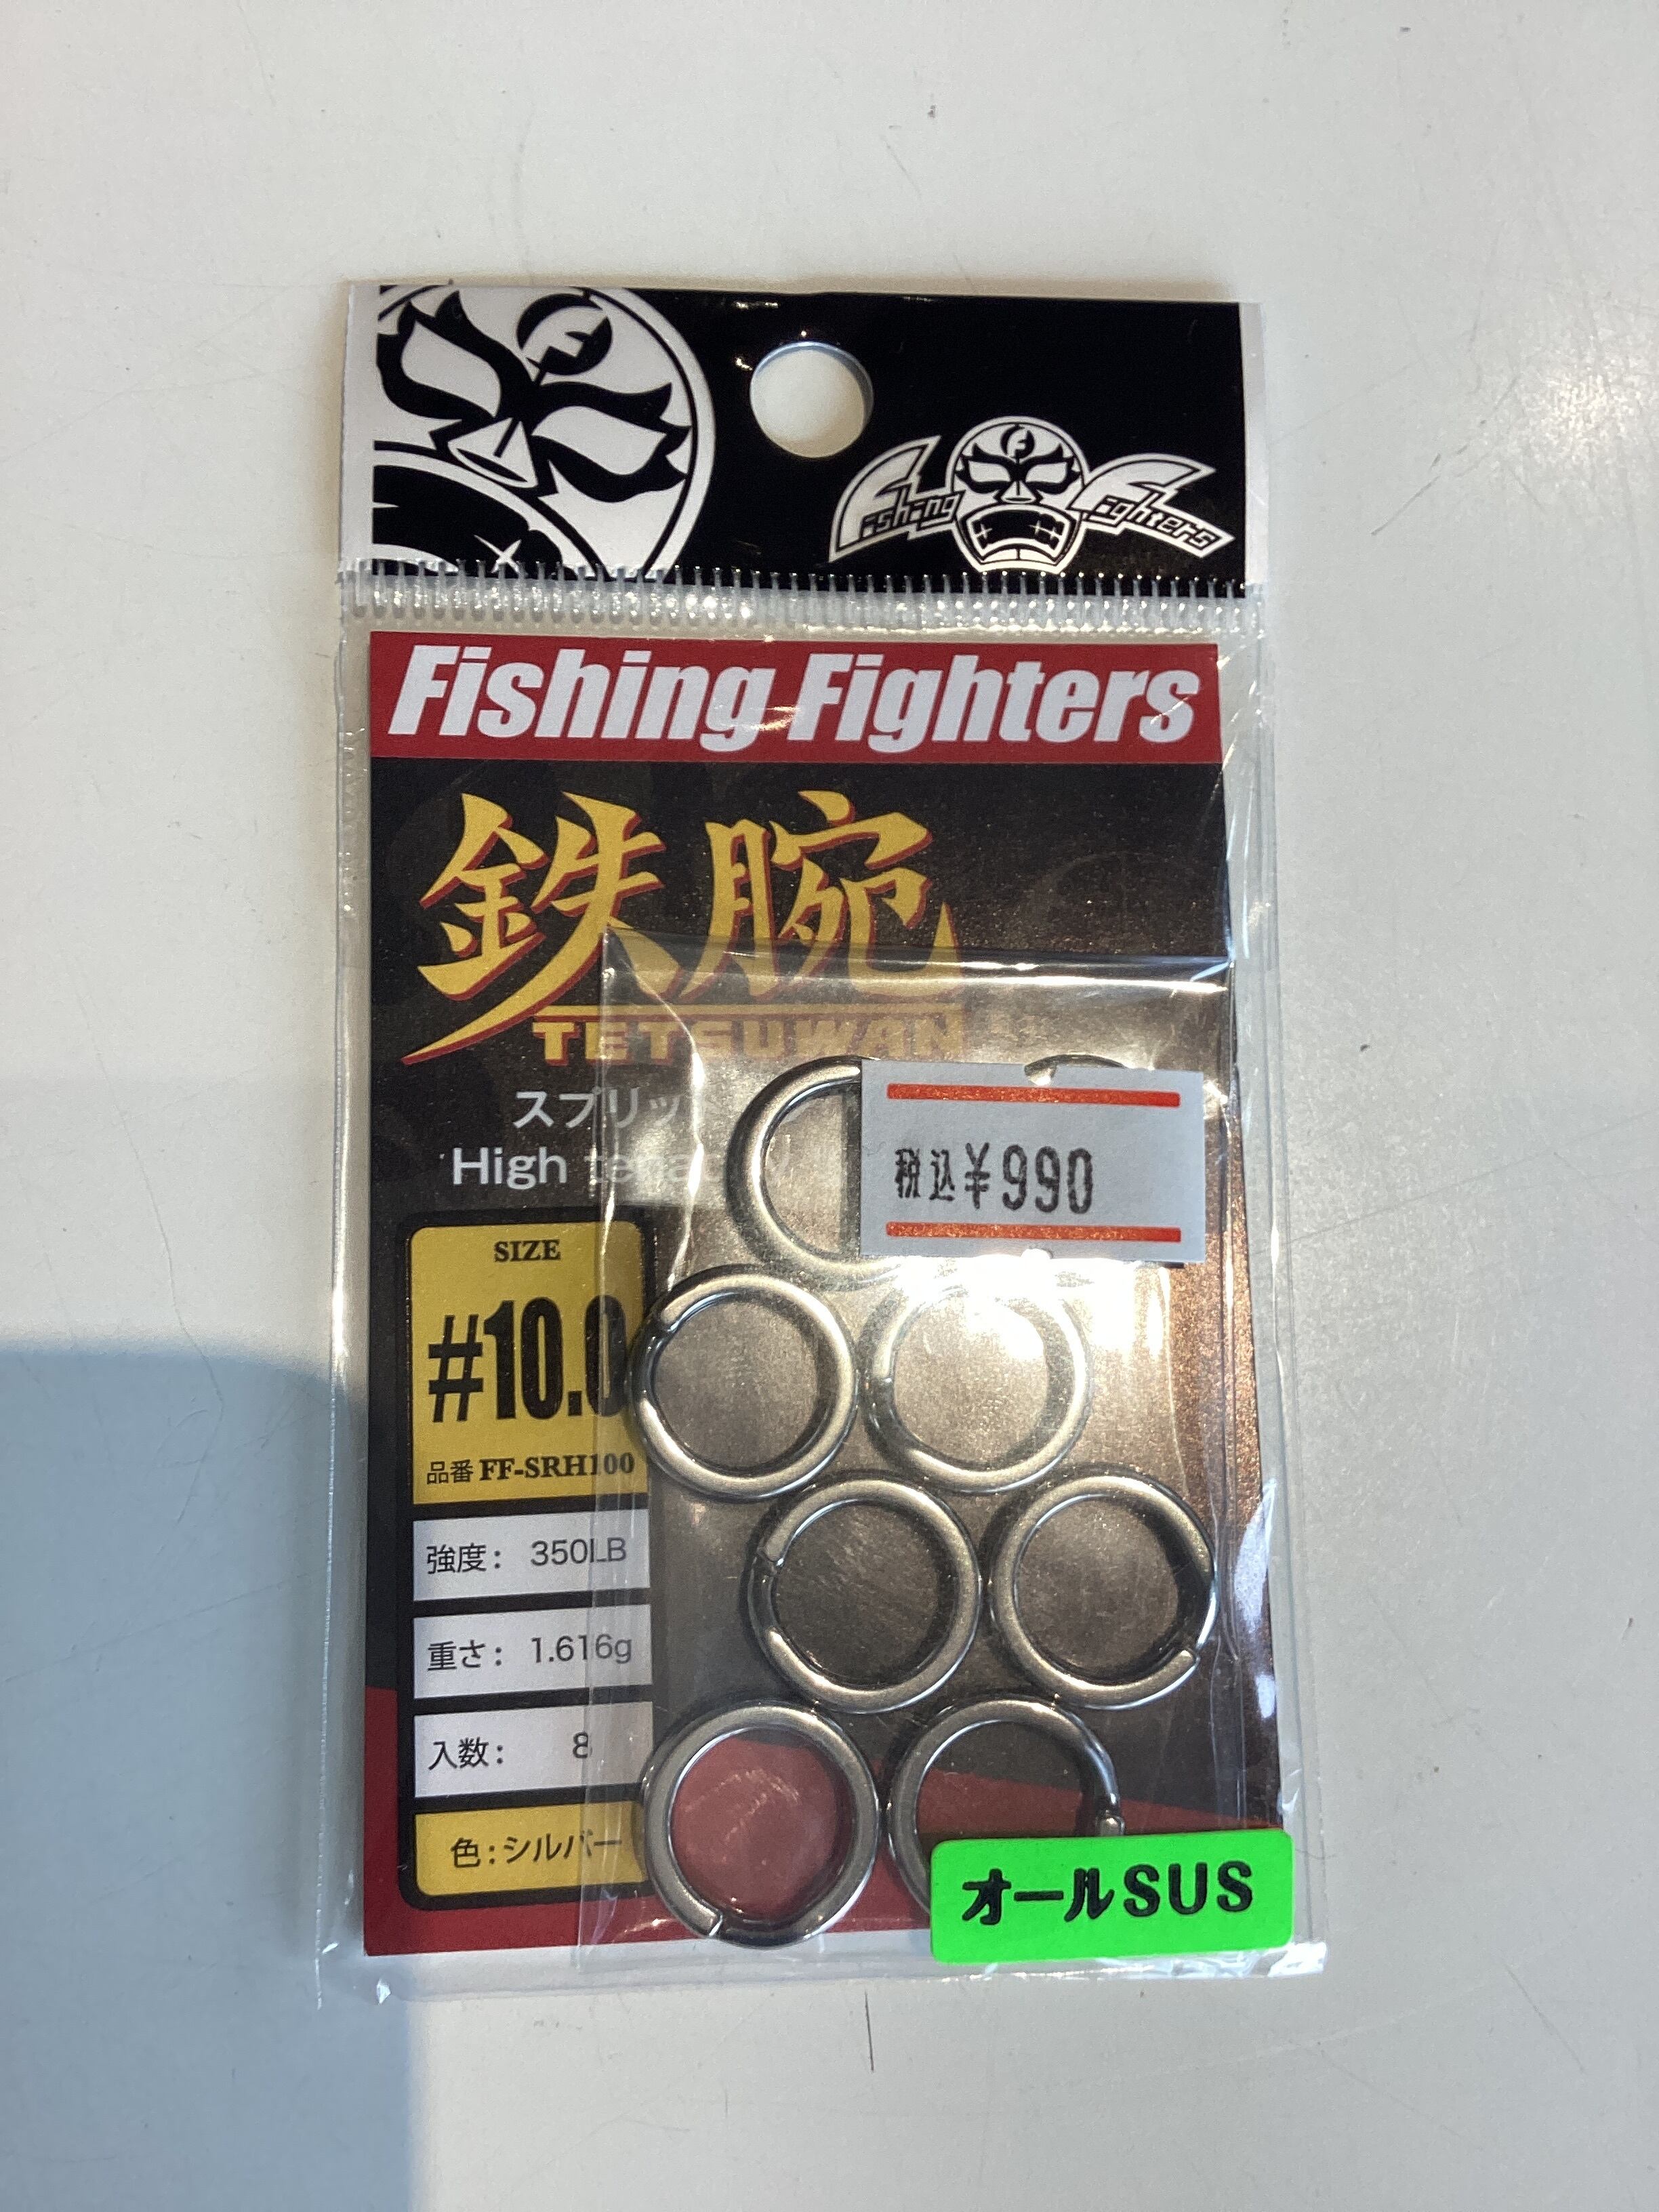 Fishing Fighters
Fishing Fighters
鉄腕
TETSUWAN
スプリッ
High
税込¥990
SIZE
#10.0
品番 FF-SRH100
強度: 350LB
重さ: 1.616g
入数: 8
色:シルバー
オールSUS